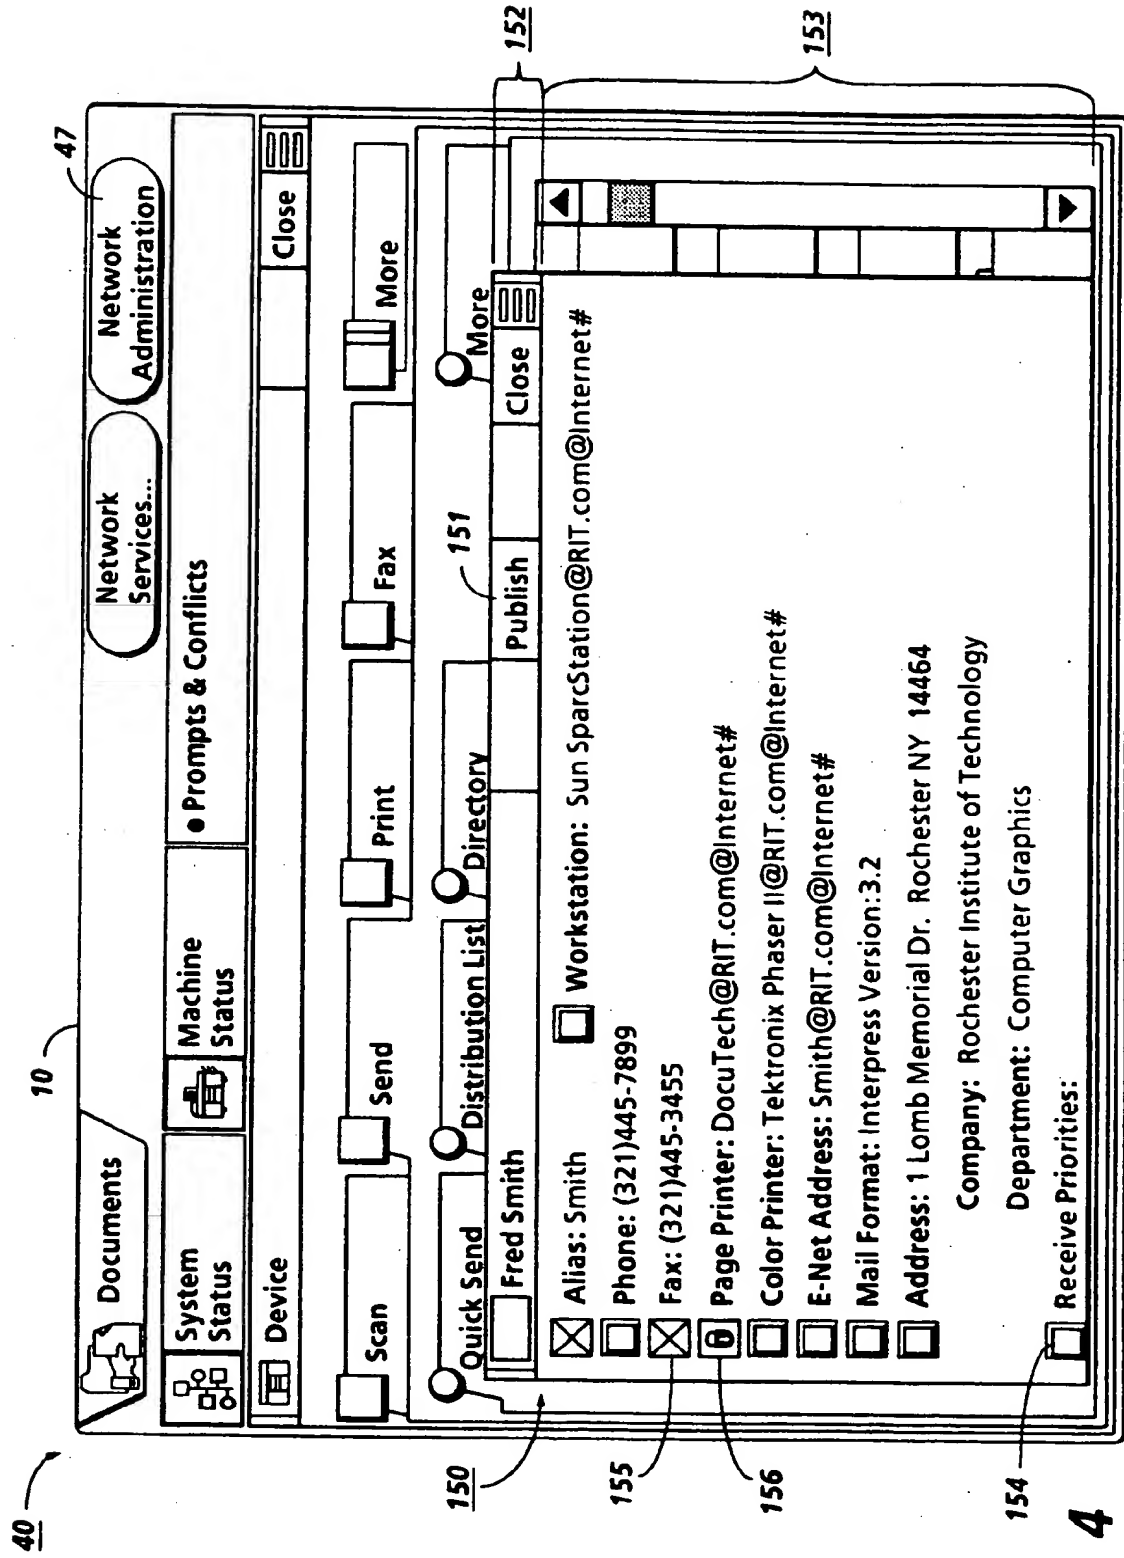 40
10
47
Documents
Network
Services...
Network
Administration
System
Status
Machine
Status
● Prompts & Conflicts
Device
Close
Scan
Send
Print
Fax
More
Quick Send
Distribution List
Directory
More
151
152
Fred Smith
Publish
Close
150
153
Alias: Smith
Workstation: Sun SparcStation@RIT.com@Internet#
Phone: (321)445-7899
155
Fax: (321)445-3455
156
Page Printer: DocuTech@RIT.com@Internet#
Color Printer: Tektronix Phaser II@RIT.com@Internet#
E-Net Address: Smith@RIT.com@Internet#
Mail Format: Interpress Version:3.2
Address: 1 Lomb Memorial Dr. Rochester NY 14464
Company: Rochester Institute of Technology
Department: Computer Graphics
154
Receive Priorities:
4